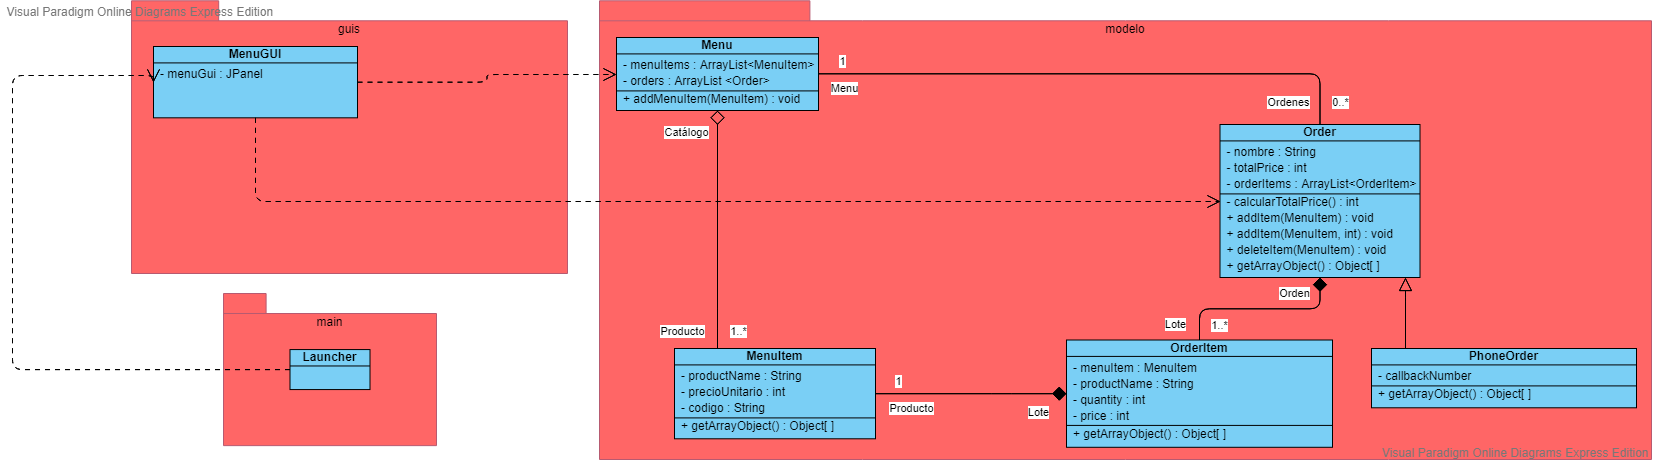 Visual Paradigm Online Diagrams Express Edition
guis
MenuGUI
- menuGui : JPanel
main
Launcher
modelo
Menu
- menuItems : ArrayList<MenuItem>
- orders : ArrayList <Order>
+ addMenuItem(MenuItem) : void
1
Menu
Ordenes
0..*
Catálogo
Order
- nombre : String
- totalPrice : int
- orderItems : ArrayList<OrderItem>
- calcularTotalPrice() : int
+ addItem(MenuItem) : void
+ addItem(MenuItem, int) : void
+ deleteItem(MenuItem) : void
+ getArrayObject() : Object[ ]
Orden
Lote
1..*
Producto
1..*
MenuItem
- productName : String
- precioUnitario : int
- codigo : String
+ getArrayObject() : Object[ ]
1
Producto
Lote
OrderItem
- menuItem : MenuItem
- productName : String
- quantity : int
- price : int
+ getArrayObject() : Object[ ]
PhoneOrder
- callbackNumber
+ getArrayObject() : Object[ ]
Visual Paradigm Online Diagrams Express Edition